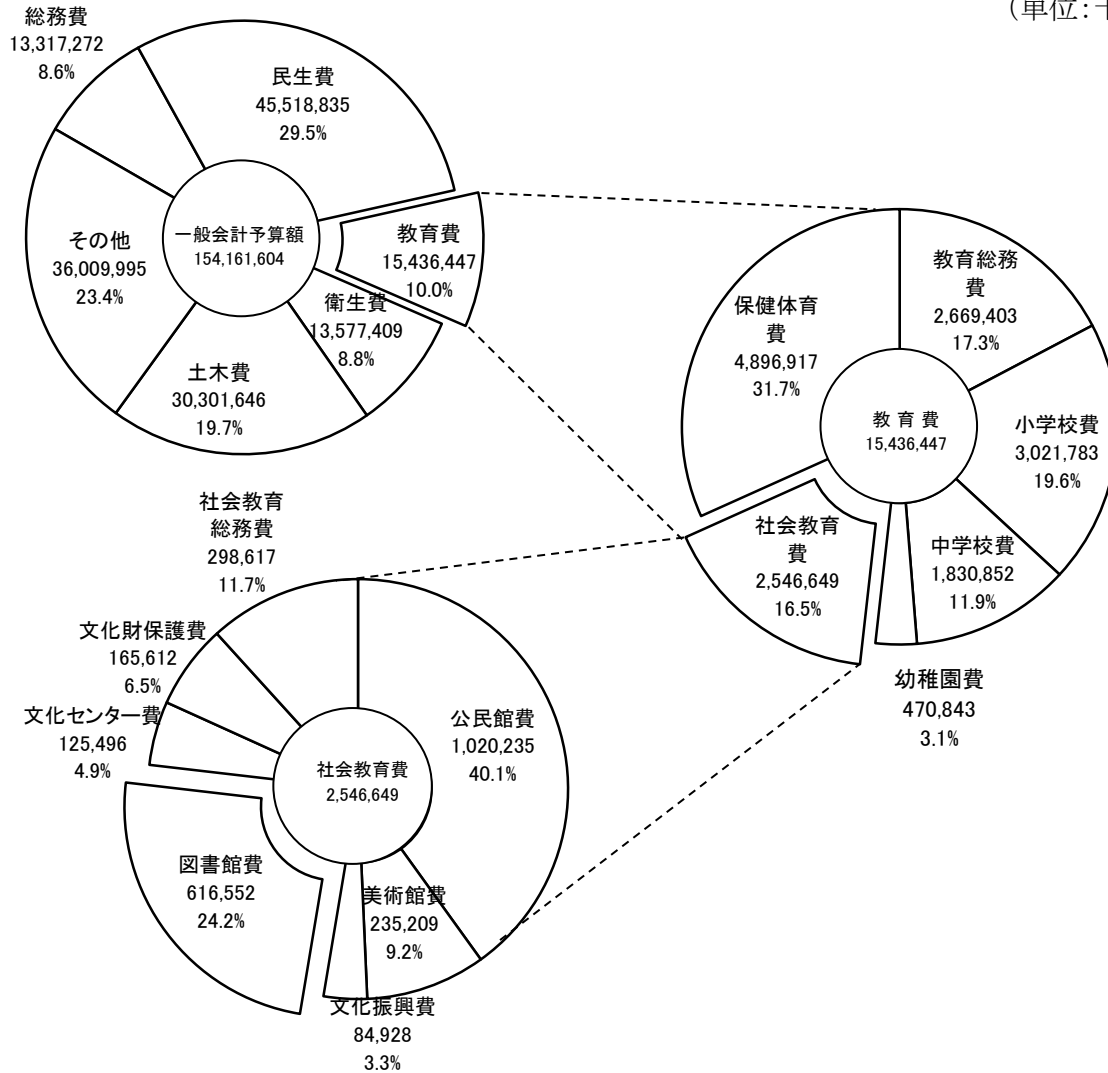 (単位:千
総務費
13,317,272
8.6%
民生費
45,518,835
29.5%
その他
36,009,995
23.4%
一般会計予算額
154,161,604
教育費
15,436,447
10.0%
衛生費
13,577,409
8.8%
土木費
30,301,646
19.7%
保健体育
費
4,896,917
31.7%
教育総務
費
2,669,403
17.3%
教育費
15,436,447
小学校費
3,021,783
19.6%
社会教育
費
2,546,649
16.5%
中学校費
1,830,852
11.9%
幼稚園費
470,843
3.1%
社会教育
総務費
298,617
11.7%
文化財保護費
165,612
6.5%
文化センター費
125,496
4.9%
公民館費
1,020,235
40.1%
社会教育費
2,546,649
図書館費
616,552
24.2%
美術館費
235,209
9.2%
文化振興費
84,928
3.3%